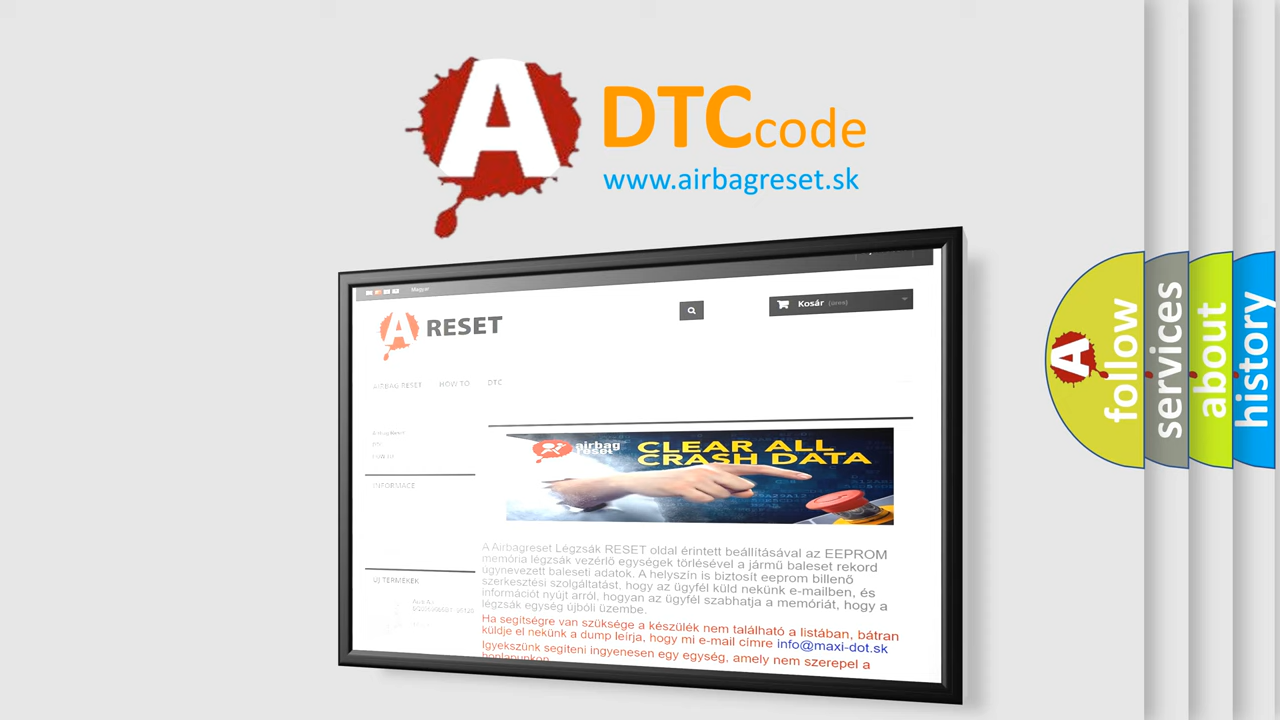 A DTCcode
www.airbagreset.sk
Magyar
A RESET
Kosár (üres)
AIRBAG RESET HOW TO DTC
INFORMACE
airbag
reset
CLEAR ALL
CRASH DATA
A Airbagreset Légzsák RESET oldal érintett beállításával az EEPROM
memória légzsák vezérlő egységek törlésével a jármű baleset rekord
úgynevezett baleseti adatok. A helyszín is biztosít eeprom billenő
szerkesztési szolgáltatást, hogy az ügyfél küld nekünk e-mailben, és
információt nyújt arról, hogyan az ügyfél szabhatja a memóriát, hogy a
légzsák egység újbóli üzembe.
Ha segítségre van szüksége a készülék nem található a listában, bátran
küldje el nekünk a dump leírja, hogy mi e-mail címre info@maxi-dot.sk
Igyekszünk segíteni ingyenesen egy egység, amely nem szerepel a
honlapunkon
ÚJ TERMÉKEK
A follow
services
about
history